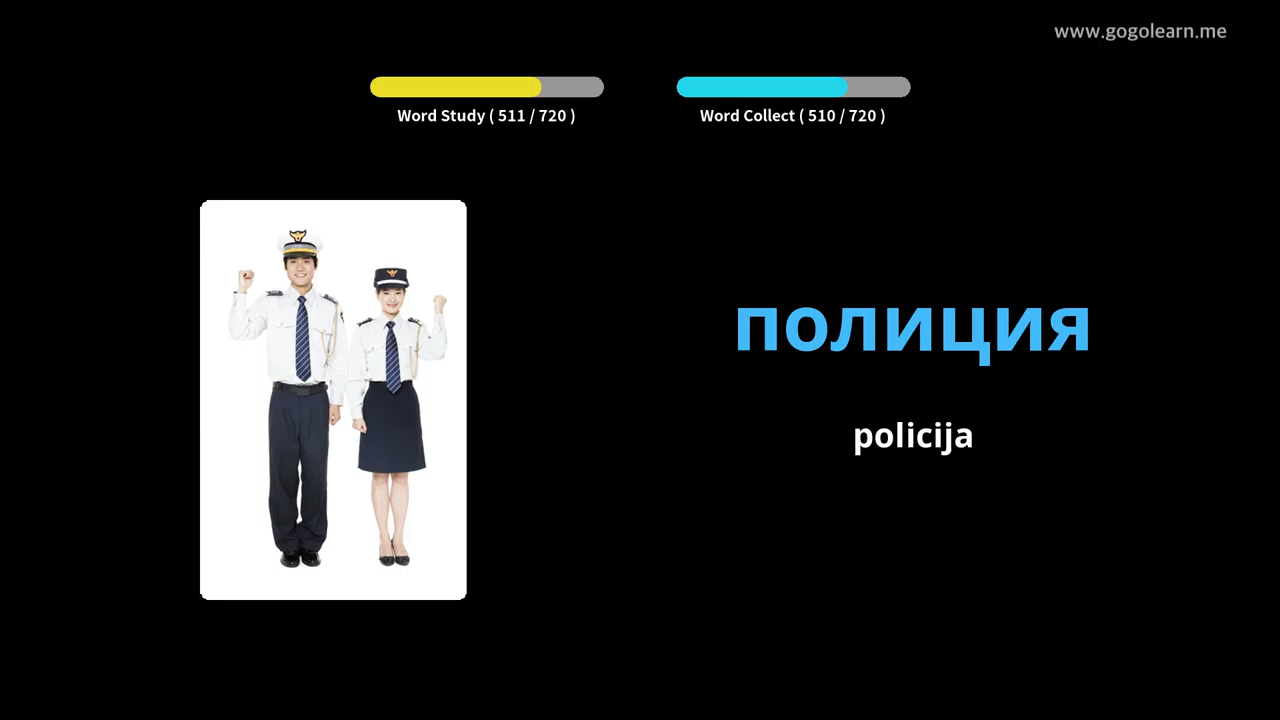 www.gogolearn.me
Word Study ( 511 / 720 )
Word Collect ( 510 / 720 )
полиция
policija